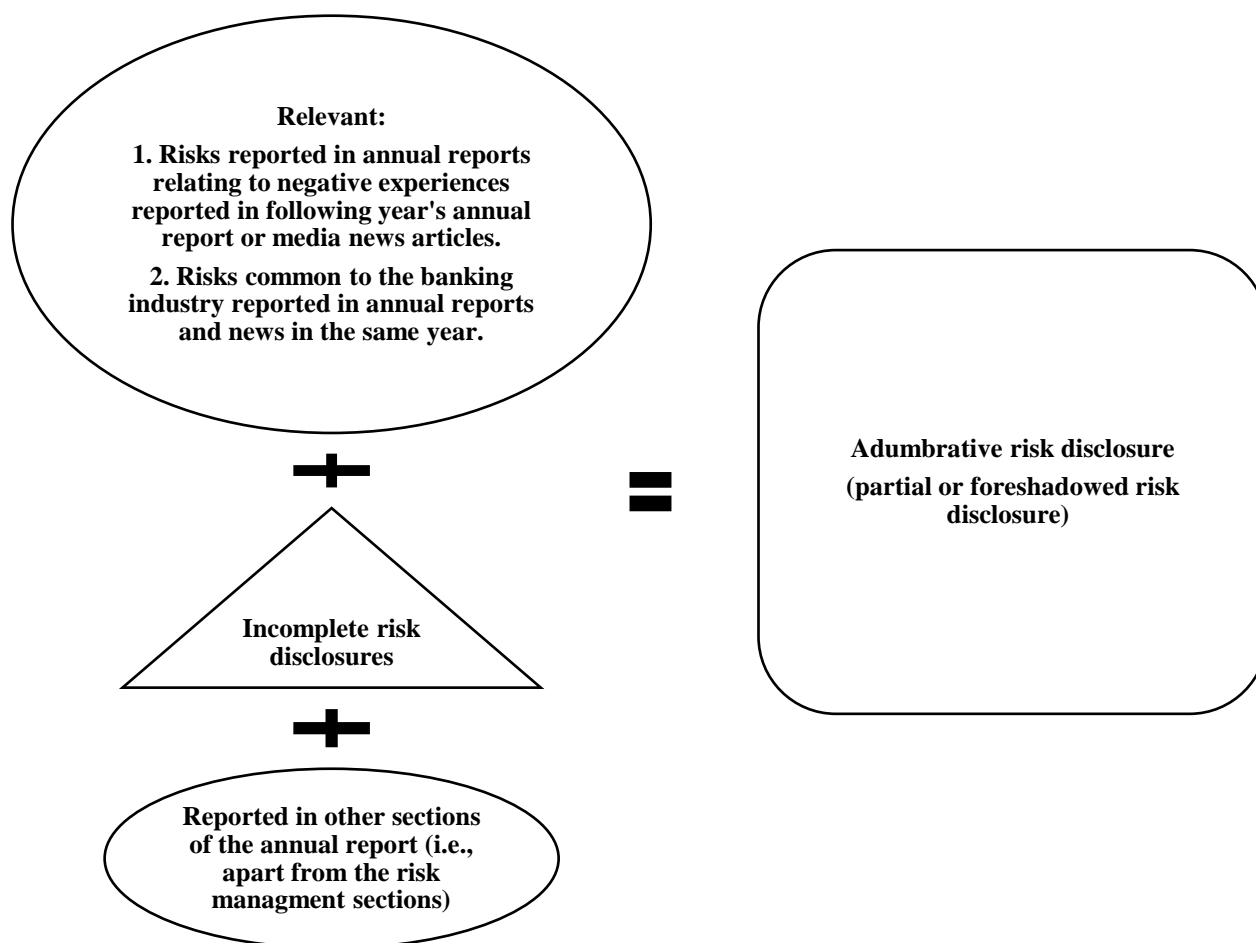 Relevant:
1. Risks reported in annual reports
relating to negative experiences
reported in following year's annual
report or media news articles.
2. Risks common to the banking
industry reported in annual reports
and news in the same year.
Incomplete risk
disclosures
Reported in other sections
of the annual report (i.e.,
apart from the risk
managment sections)
Adumbrative risk disclosure
(partial or foreshadowed risk
disclosure)